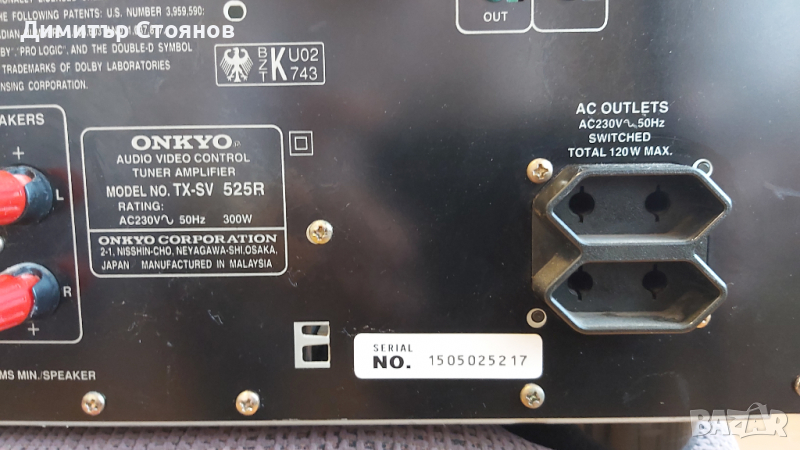 THE FOLLOWING PATENTS: U.S. NUMBER 3,959,590;
Димитър Стоянов
BY", "PRO LOGIC", AND THE DOUBLE-D SYMBOL
TRADEMARKS OF DOLBY LABORATORIES
NSING CORPORATION.
OUT
B
Z
T
K
U02
743
AC OUTLETS
AC230V~50Hz
SWITCHED
TOTAL 120W MAX.
EAKERS
+
L
R
+
ONKYO
AUDIO VIDEO CONTROL
TUNER AMPLIFIER
MODEL NO. TX-SV 525R
RATING:
AC230V~ 50Hz 300W
ONKYO CORPORATION
2-1, NISSHIN-CHO, NEYAGAWA-SHI, OSAKA,
JAPAN MANUFACTURED IN MALAYSIA
SERIAL
NO. 1505025217
MS MIN./SPEAKER
BAZAR